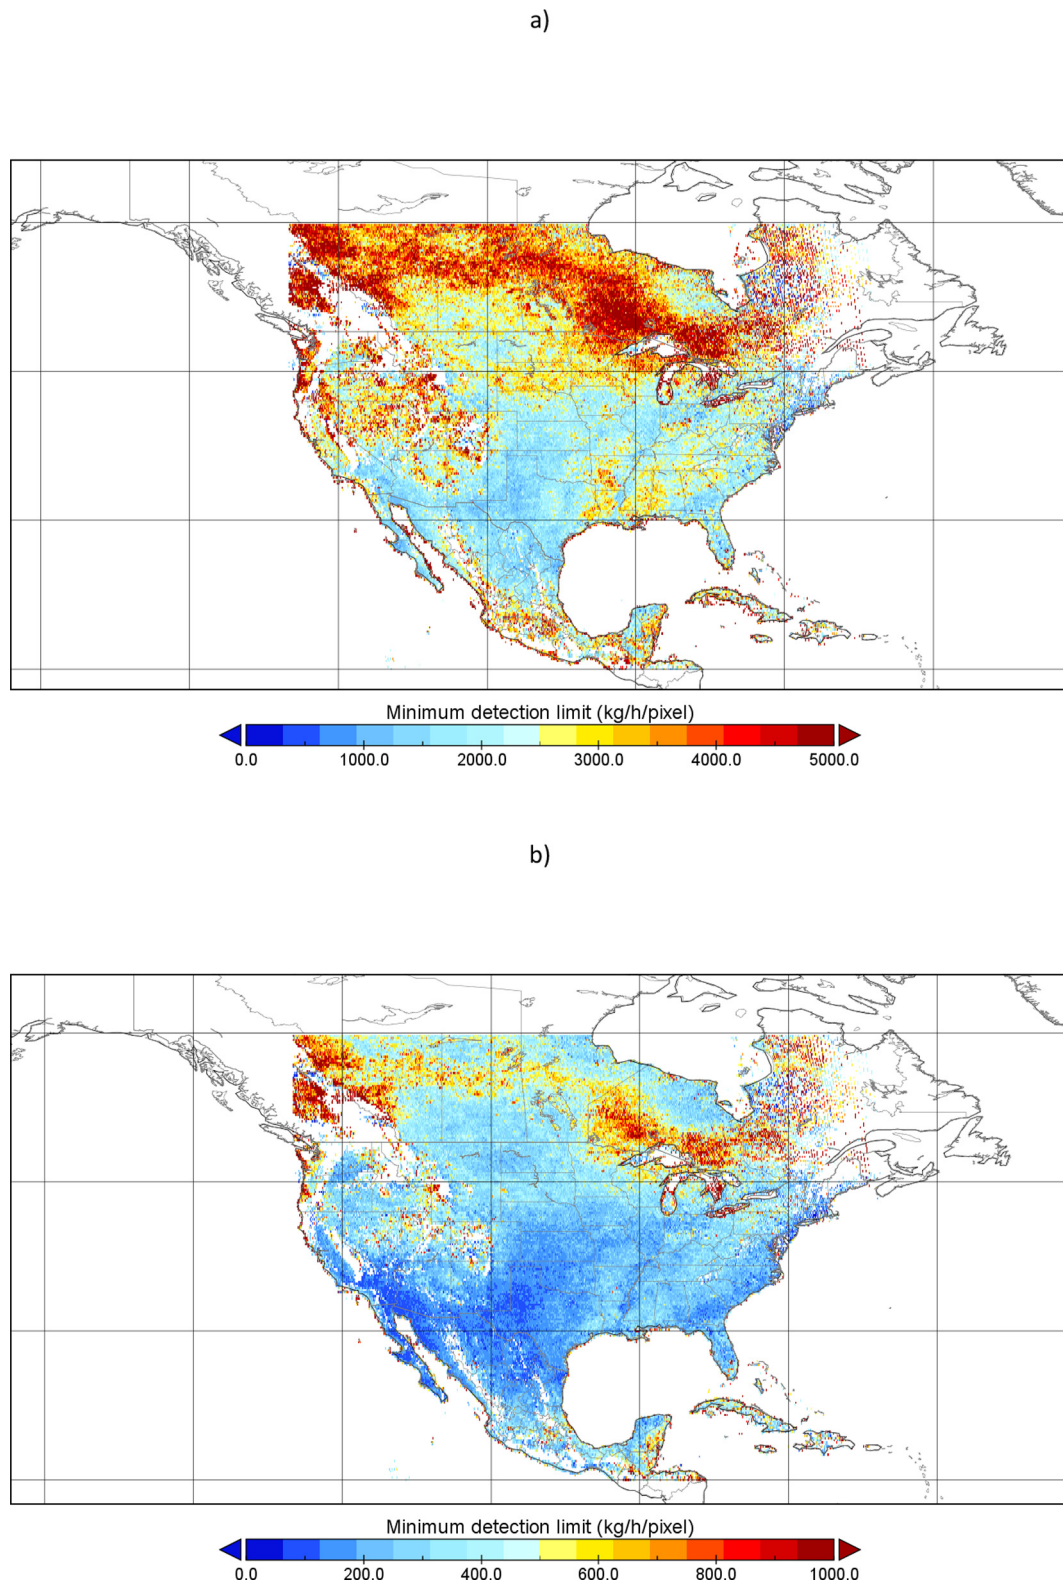 a)
Minimum detection limit (kg/h/pixel)
0.0 1000.0 2000.0 3000.0 4000.0 5000.0
b)
Minimum detection limit (kg/h/pixel)
0.0 200.0 400.0 600.0 800.0 1000.0